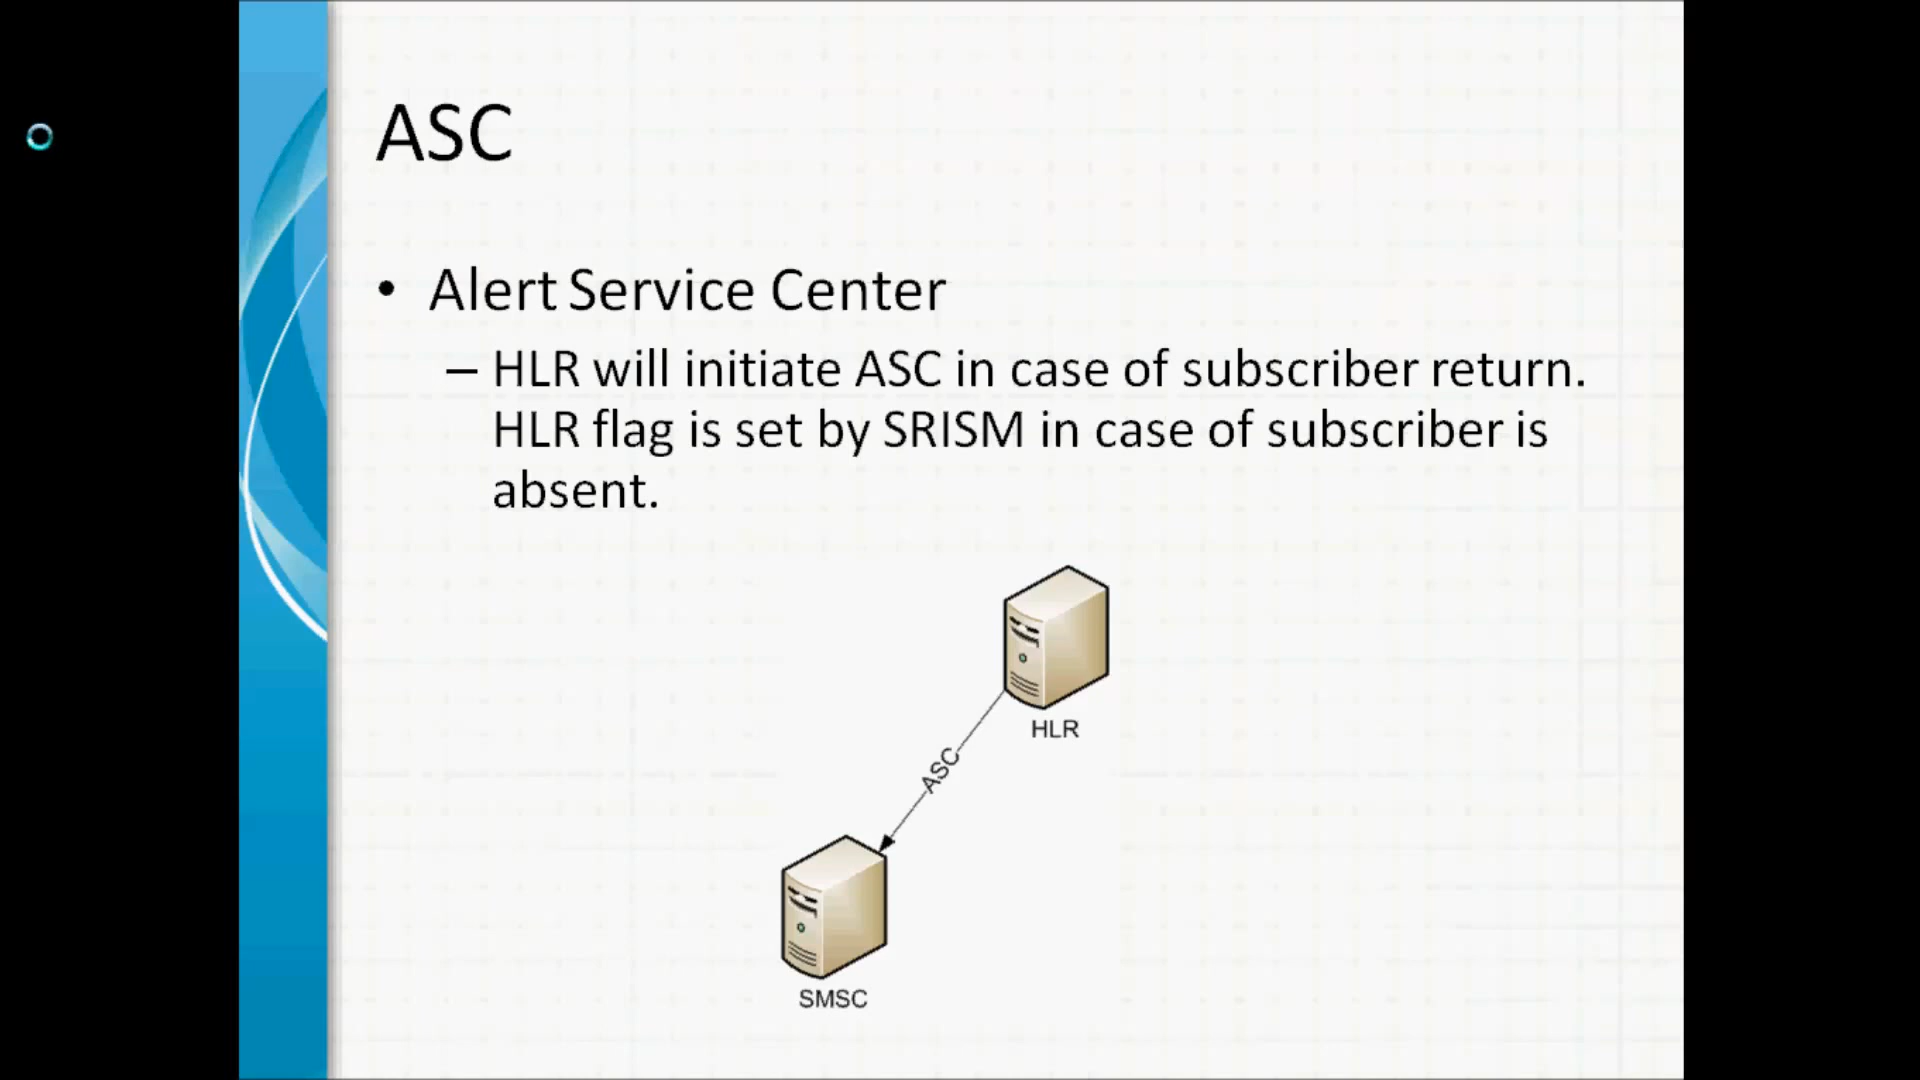 ASC
• Alert Service Center
– HLR will initiate ASC in case of subscriber return.
HLR flag is set by SRISM in case of subscriber is
absent.
HLR
ASC
SMSC